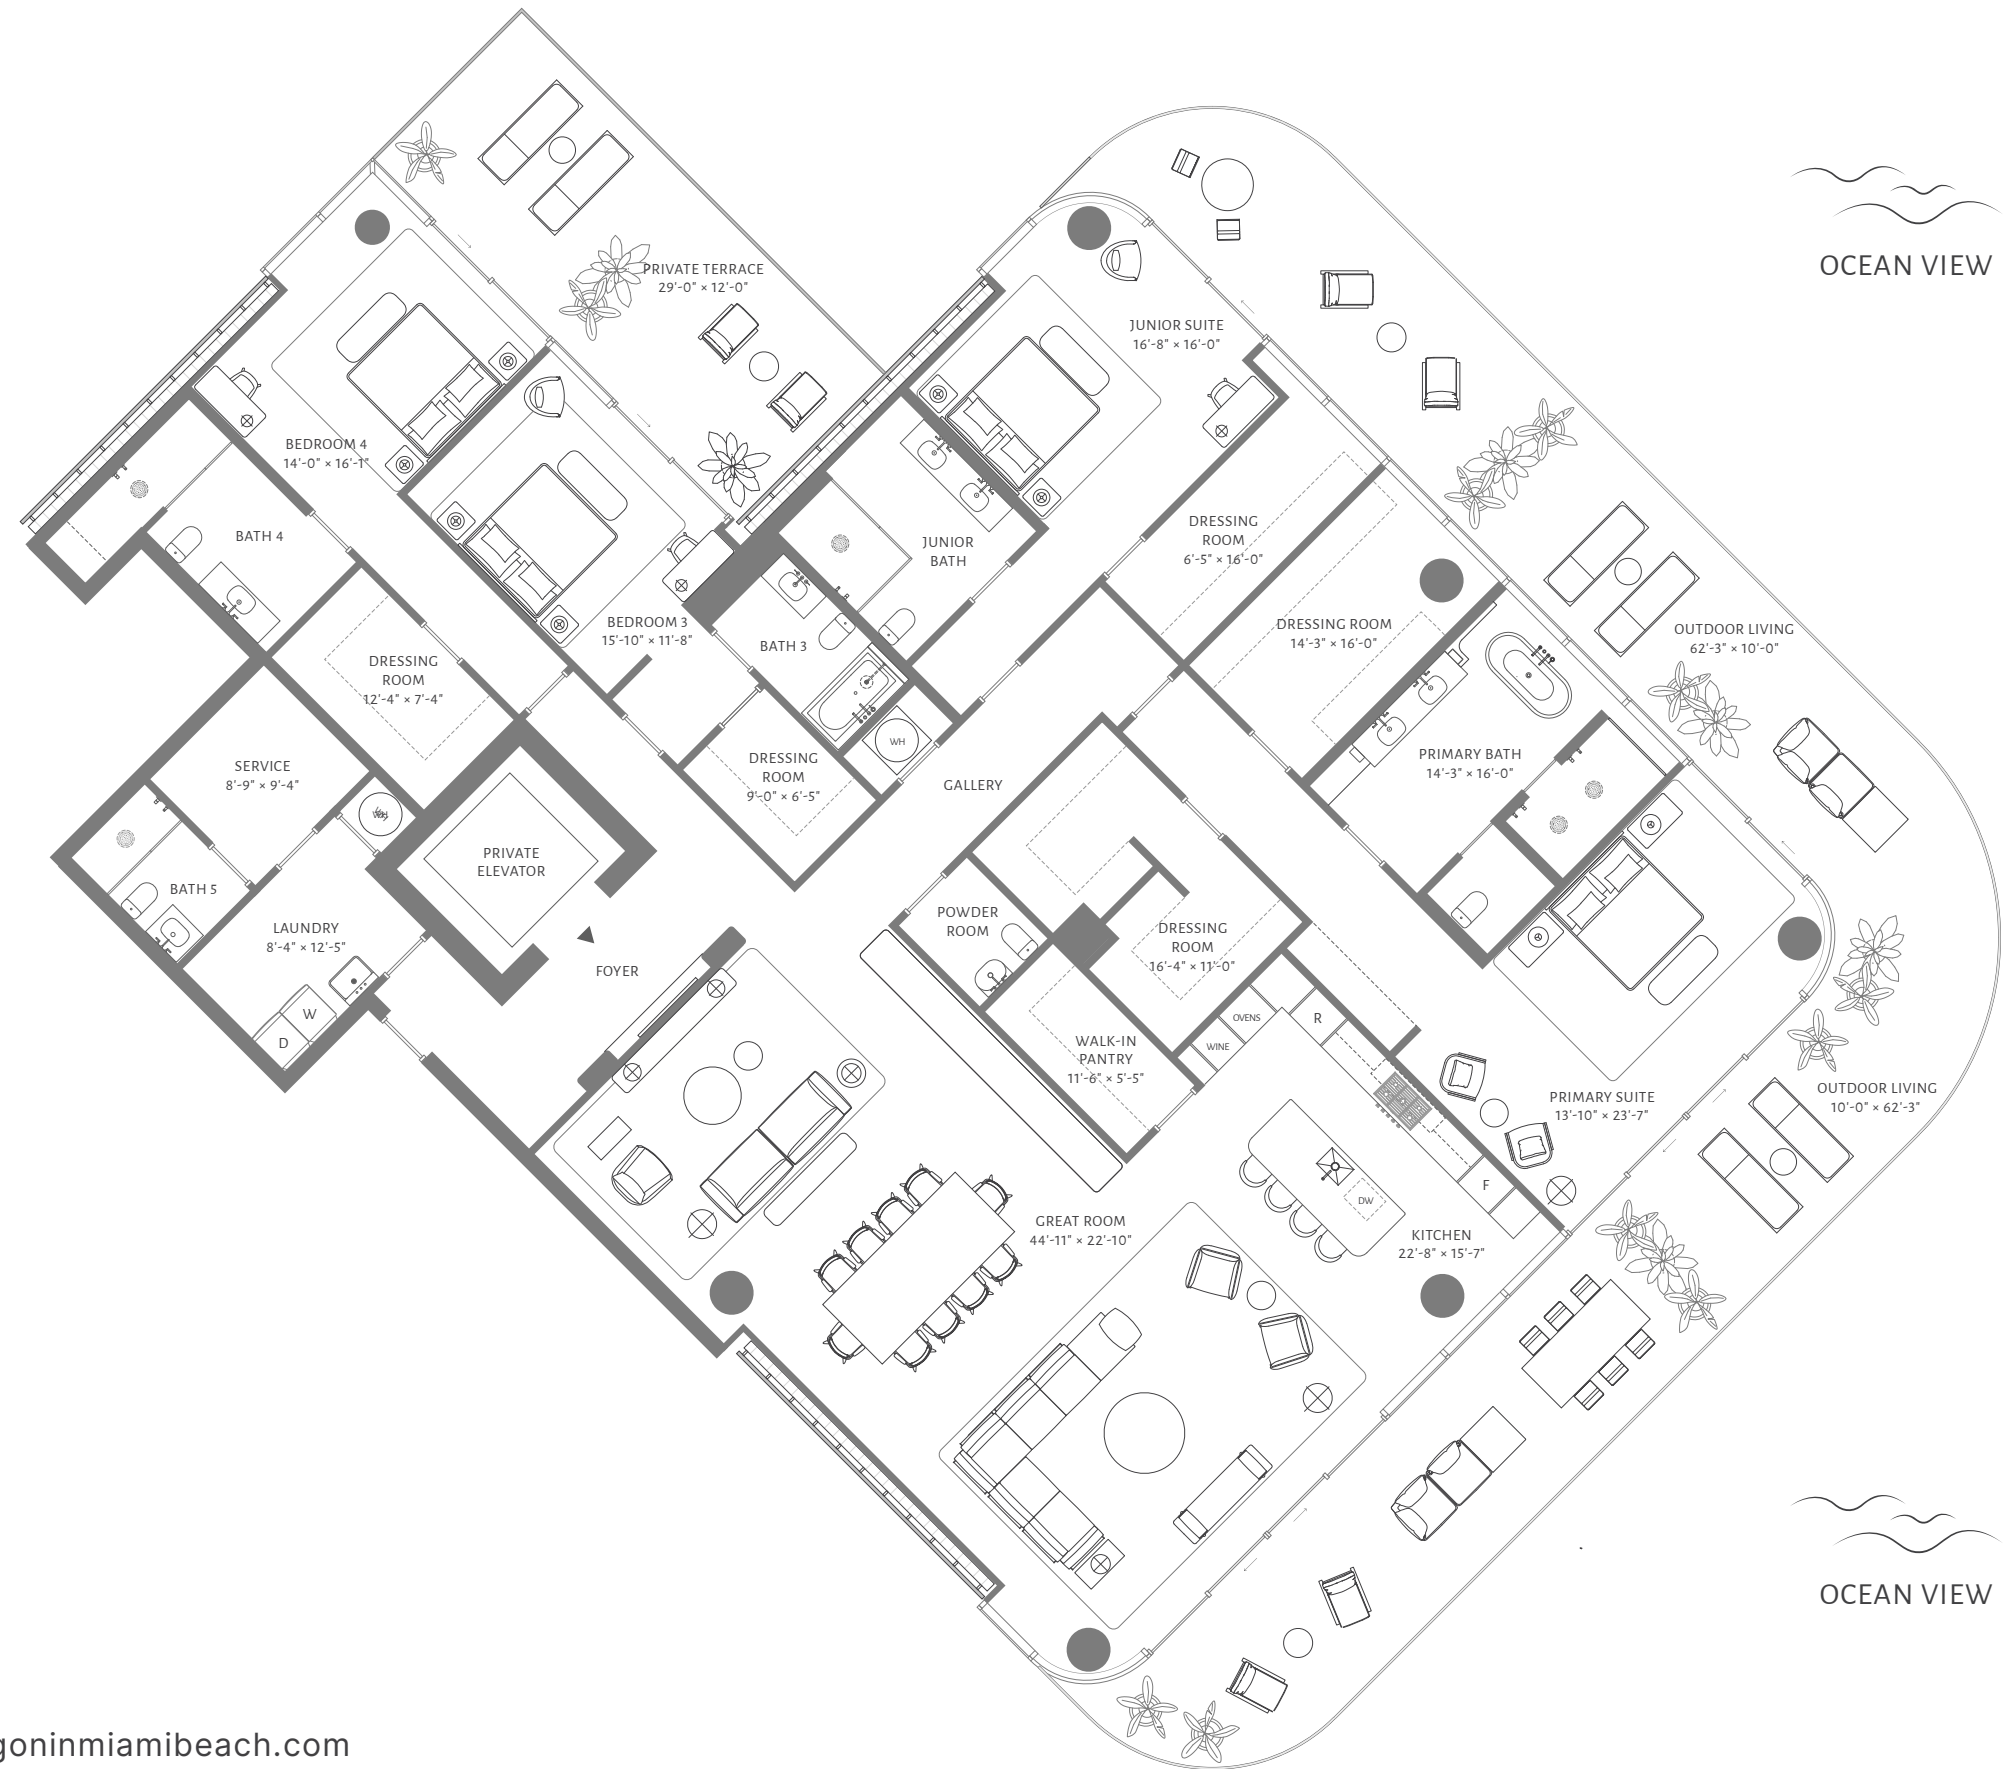 OCEAN VIEW
PRIVATE TERRACE
29'-0" × 12'-0"
JUNIOR SUITE
16'-8" × 16'-0"
BEDROOM 4
14'-0" × 16'-1"
BATH 4
JUNIOR
BATH
DRESSING
ROOM
6'-5" × 16'-0"
DRESSING ROOM
14'-3" × 16'-0"
OUTDOOR LIVING
62'-3" × 10'-0"
BEDROOM 3
15'-10" × 11'-8"
BATH 3
DRESSING
ROOM
12'-4" × 7'-4"
WH
PRIMARY BATH
14'-3" × 16'-0"
SERVICE
8'-9" × 9'-4"
DRESSING
ROOM
9'-0" × 6'-5"
GALLERY
PRIVATE
ELEVATOR
BATH 5
LAUNDRY
8'-4" × 12'-5"
POWDER
ROOM
DRESSING
ROOM
16'-4" × 11'-0"
FOYER
W
D
OVENS
R
WINE
WALK-IN
PANTRY
11'-6" × 5'-5"
PRIMARY SUITE
13'-10" × 23'-7"
OUTDOOR LIVING
10'-0" × 62'-3"
F
DW
GREAT ROOM
44'-11" × 22'-10"
KITCHEN
22'-8" × 15'-7"
OCEAN VIEW
goninmiamibeach.com